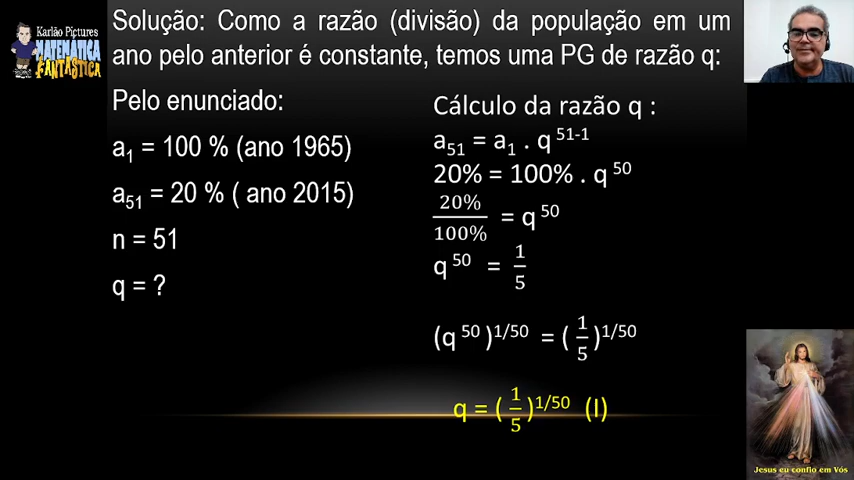 Karlão Pictures
MATEMÁTICA
FANTÁSTICA
Solução: Como a razão (divisão) da população em um
ano pelo anterior é constante, temos uma PG de razão q:
Pelo enunciado:
a₁ = 100 % (ano 1965)
a₅₁ = 20 % ( ano 2015)
n = 51
q = ?
Cálculo da razão q :
a₅₁ = a₁ . q ⁵¹⁻¹
20% = 100% . q ⁵⁰
20%/100% = q ⁵⁰
q ⁵⁰ = 1/5
(q ⁵⁰ )^1/50 = ( 1/5 )^1/50
q = ( 1/5 )^1/50 (I)
Jesus eu confio em Vós